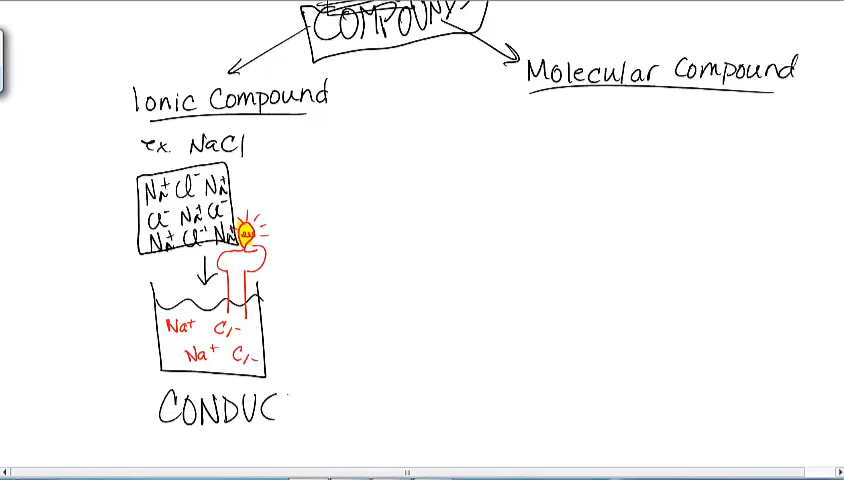 COMPOUNDS
Molecular Compound
Ionic Compound
ex. NaCl
Na+ Cl- Na+
Cl- Na+ Cl-
Na+ Cl- Na+
Na+ Cl-
Na+ Cl-
CONDUC